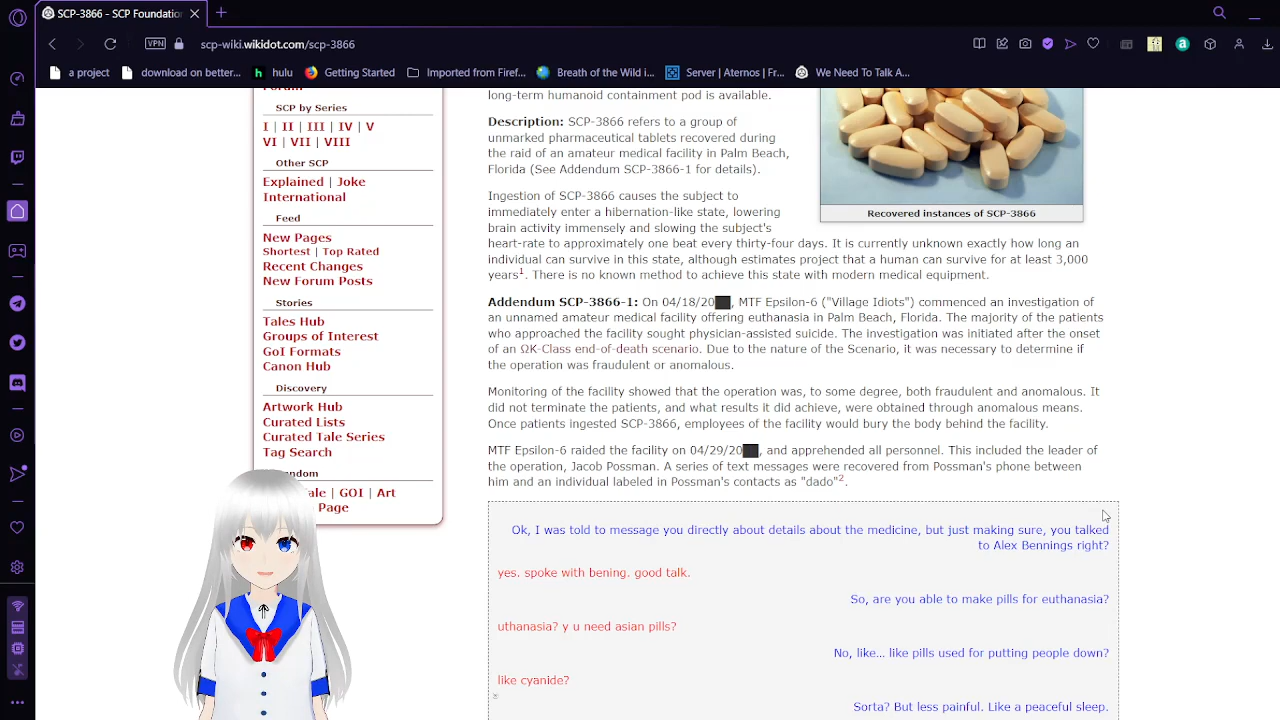 SCP-3866 - SCP Foundation
VPN
scp-wiki.wikidot.com/scp-3866
a project
download on better...
hulu
Getting Started
Imported from Firef...
Breath of the Wild i...
Server | Aternos | Fr...
We Need To Talk A...
Forum
SCP by Series
I | II | III | IV | V
VI | VII | VIII
Other SCP
Explained | Joke
International
Feed
New Pages
Shortest | Top Rated
Recent Changes
New Forum Posts
Stories
Tales Hub
Groups of Interest
GoI Formats
Canon Hub
Discovery
Artwork Hub
Curated Lists
Curated Tale Series
Tag Search
GOI | Art
Page
long-term humanoid containment pod is available.
Description: SCP-3866 refers to a group of
unmarked pharmaceutical tablets recovered during
the raid of an amateur medical facility in Palm Beach,
Florida (See Addendum SCP-3866-1 for details).
Recovered instances of SCP-3866
Ingestion of SCP-3866 causes the subject to
immediately enter a hibernation-like state, lowering
brain activity immensely and slowing the subject's
heart-rate to approximately one beat every thirty-four days. It is currently unknown exactly how long an
individual can survive in this state, although estimates project that a human can survive for at least 3,000
years1. There is no known method to achieve this state with modern medical equipment.
Addendum SCP-3866-1: On 04/18/20██, MTF Epsilon-6 ("Village Idiots") commenced an investigation of
an unnamed amateur medical facility offering euthanasia in Palm Beach, Florida. The majority of the patients
who approached the facility sought physician-assisted suicide. The investigation was initiated after the onset
of an ΩK-Class end-of-death scenario. Due to the nature of the Scenario, it was necessary to determine if
the operation was fraudulent or anomalous.
Monitoring of the facility showed that the operation was, to some degree, both fraudulent and anomalous. It
did not terminate the patients, and what results it did achieve, were obtained through anomalous means.
Once patients ingested SCP-3866, employees of the facility would bury the body behind the facility.
MTF Epsilon-6 raided the facility on 04/29/20██, and apprehended all personnel. This included the leader of
the operation, Jacob Possman. A series of text messages were recovered from Possman's phone between
him and an individual labeled in Possman's contacts as "dado"2.
Ok, I was told to message you directly about details about the medicine, but just making sure, you talked
to Alex Bennings right?
yes. spoke with bening. good talk.
So, are you able to make pills for euthanasia?
uthanasia? y u need asian pills?
No, like... like pills used for putting people down?
like cyanide?
Sorta? But less painful. Like a peaceful sleep.